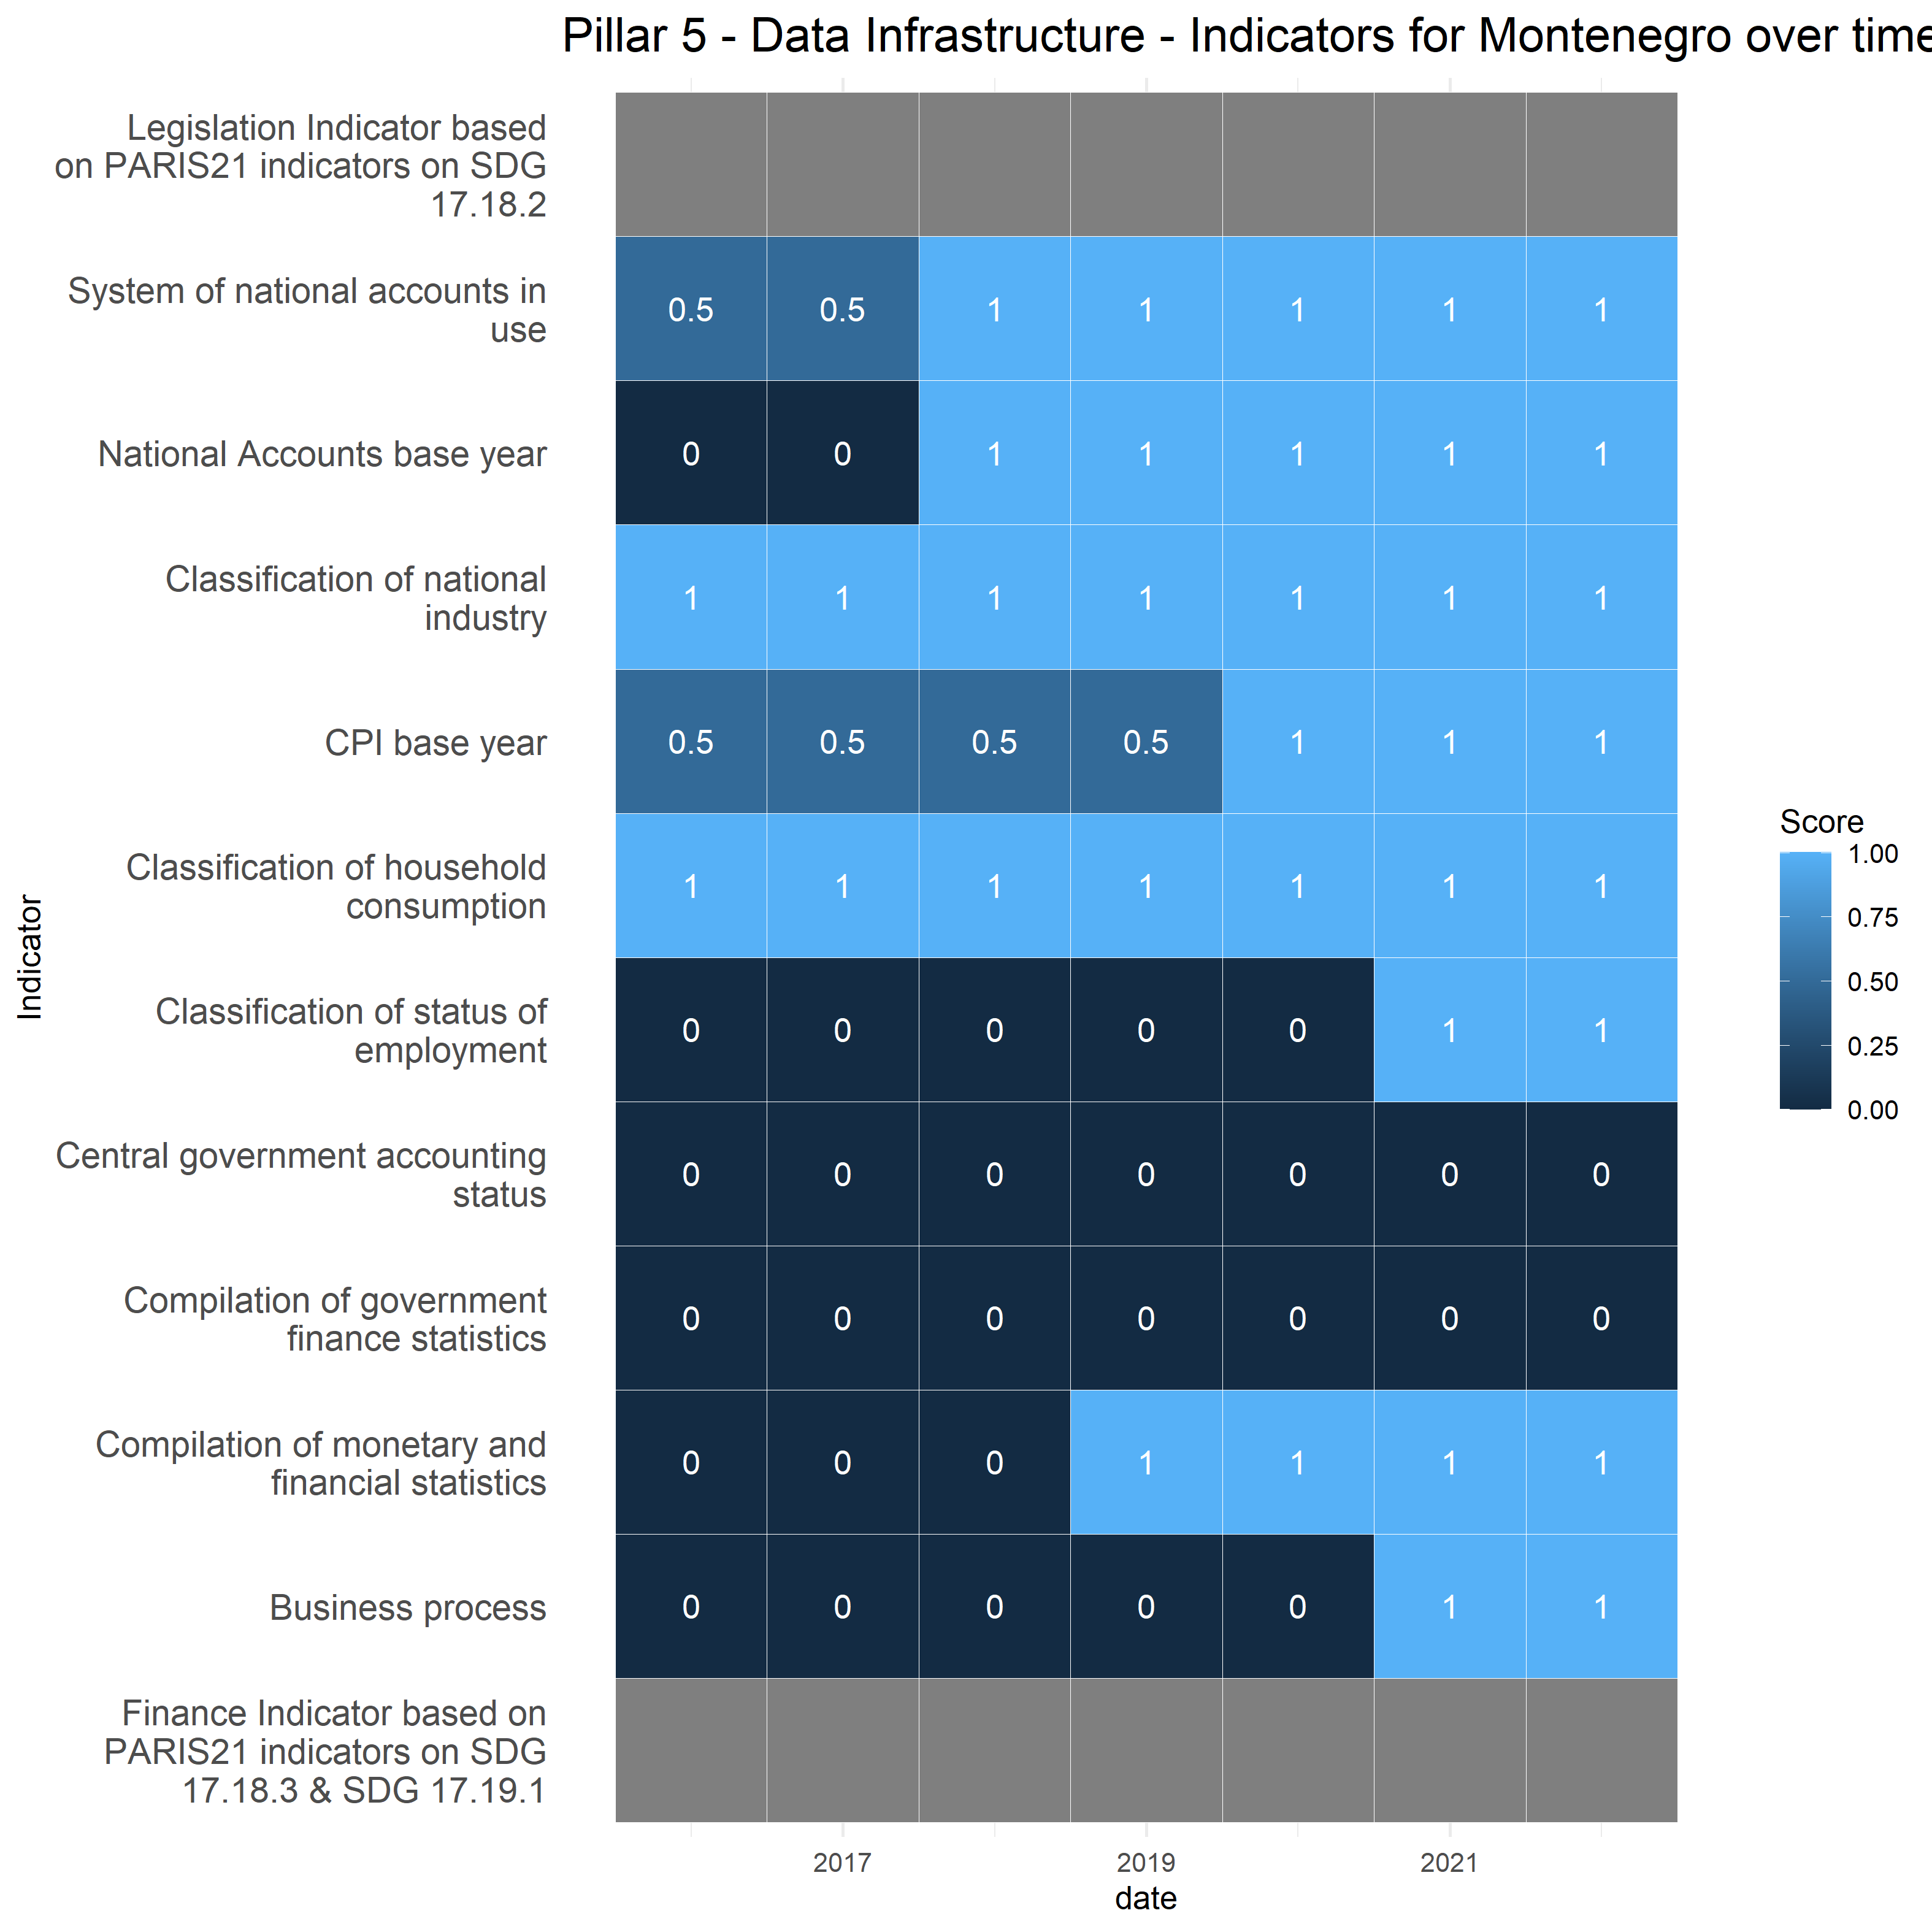 Pillar 5 - Data Infrastructure - Indicators for Montenegro over time
Legislation Indicator based
on PARIS21 indicators on SDG
17.18.2
System of national accounts in
use
0.5 0.5 1 1 1 1 1
National Accounts base year
0 0 1 1 1 1 1
Classification of national
industry
1 1 1 1 1 1 1
CPI base year
0.5 0.5 0.5 0.5 1 1 1
Classification of household
consumption
1 1 1 1 1 1 1
Classification of status of
employment
0 0 0 0 0 1 1
Central government accounting
status
0 0 0 0 0 0 0
Compilation of government
finance statistics
0 0 0 0 0 0 0
Compilation of monetary and
financial statistics
0 0 0 1 1 1 1
Business process
0 0 0 0 0 1 1
Finance Indicator based on
PARIS21 indicators on SDG
17.18.3 & SDG 17.19.1
2017 2019 2021
date
Indicator
Score
1.00
0.75
0.50
0.25
0.00